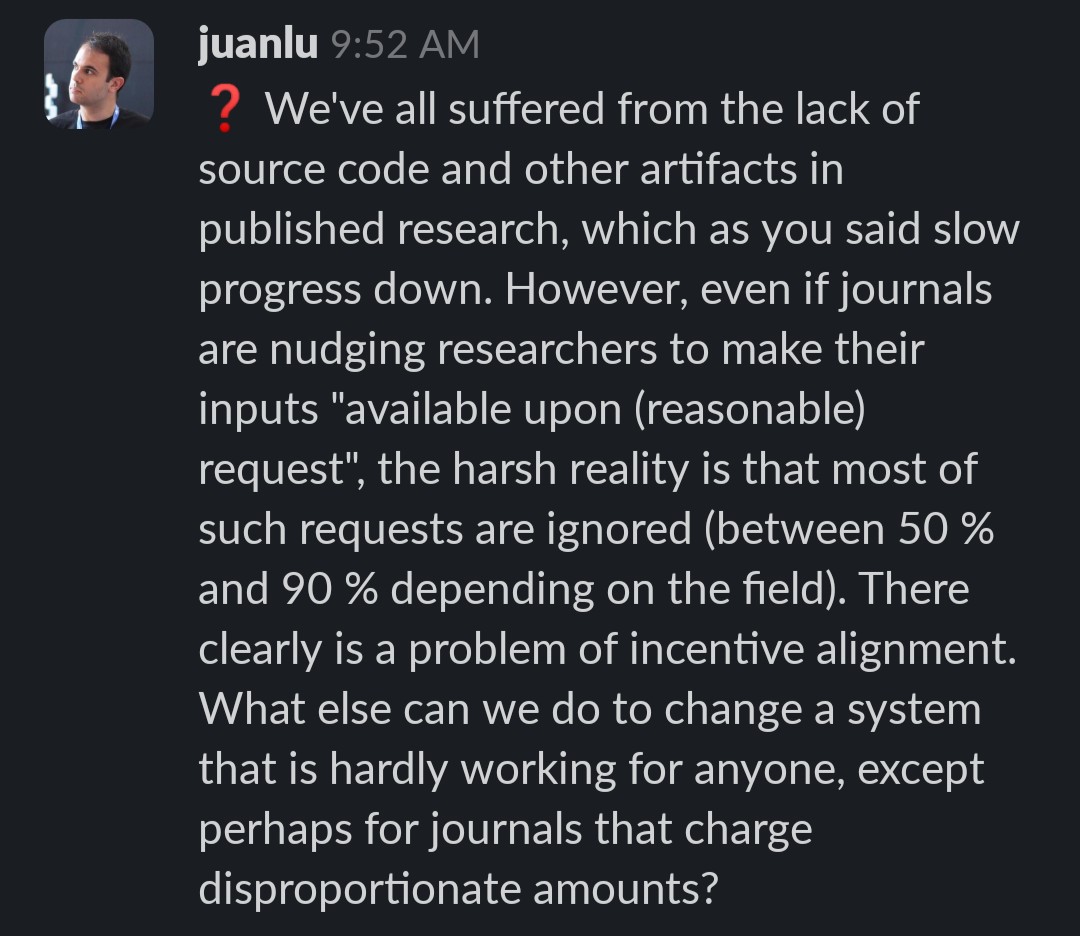 juanlu 9:52 AM
❓ We've all suffered from the lack of
source code and other artifacts in
published research, which as you said slow
progress down. However, even if journals
are nudging researchers to make their
inputs "available upon (reasonable)
request", the harsh reality is that most of
such requests are ignored (between 50 %
and 90 % depending on the field). There
clearly is a problem of incentive alignment.
What else can we do to change a system
that is hardly working for anyone, except
perhaps for journals that charge
disproportionate amounts?